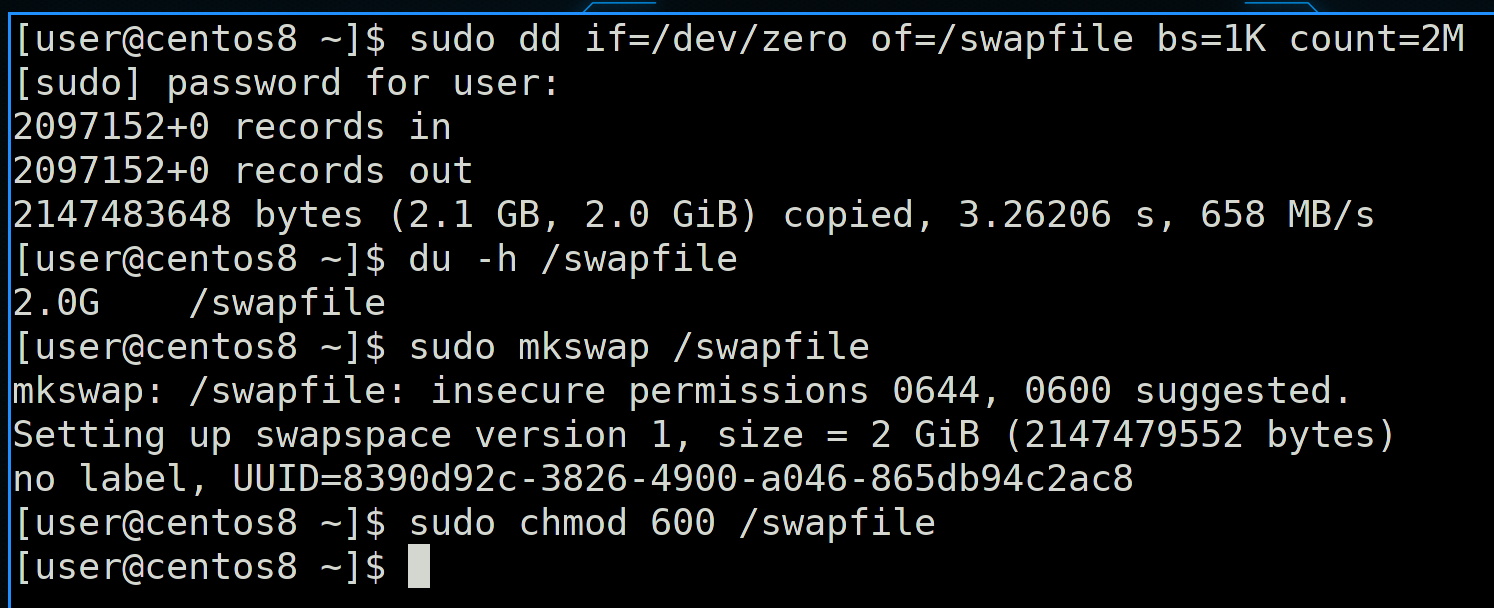 [user@centos8 ~]$ sudo dd if=/dev/zero of=/swapfile bs=1K count=2M
[sudo] password for user:
2097152+0 records in
2097152+0 records out
2147483648 bytes (2.1 GB, 2.0 GiB) copied, 3.26206 s, 658 MB/s
[user@centos8 ~]$ du -h /swapfile
2.0G    /swapfile
[user@centos8 ~]$ sudo mkswap /swapfile
mkswap: /swapfile: insecure permissions 0644, 0600 suggested.
Setting up swapspace version 1, size = 2 GiB (2147479552 bytes)
no label, UUID=8390d92c-3826-4900-a046-865db94c2ac8
[user@centos8 ~]$ sudo chmod 600 /swapfile
[user@centos8 ~]$